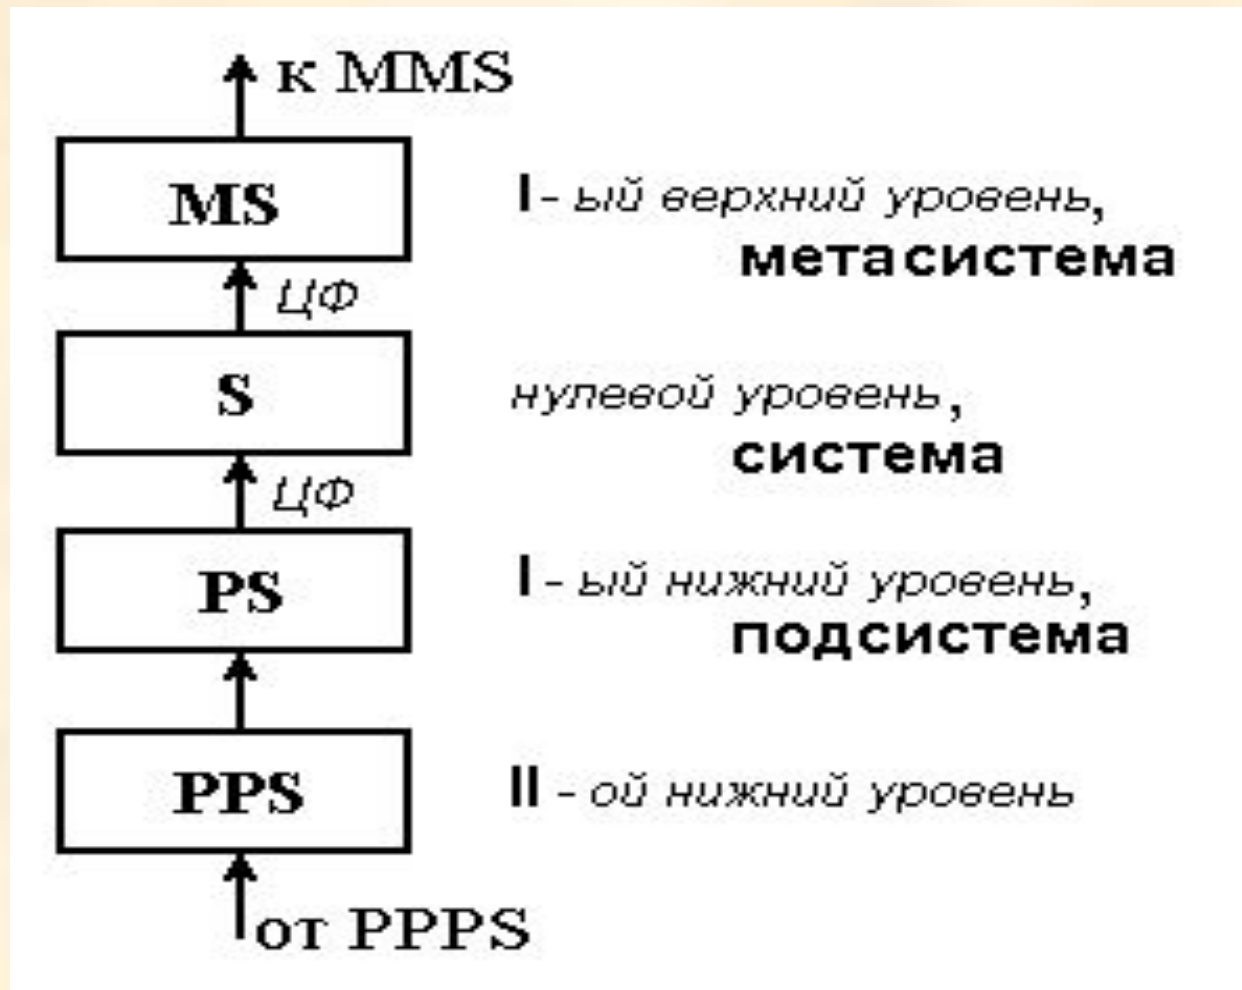 к MMS
MS
I - ый верхний уровень,
метасистема
ЦФ
S
нулевой уровень,
система
ЦФ
PS
I - ый нижний уровень,
подсистема
PPS
II - ой нижний уровень
от PPPS